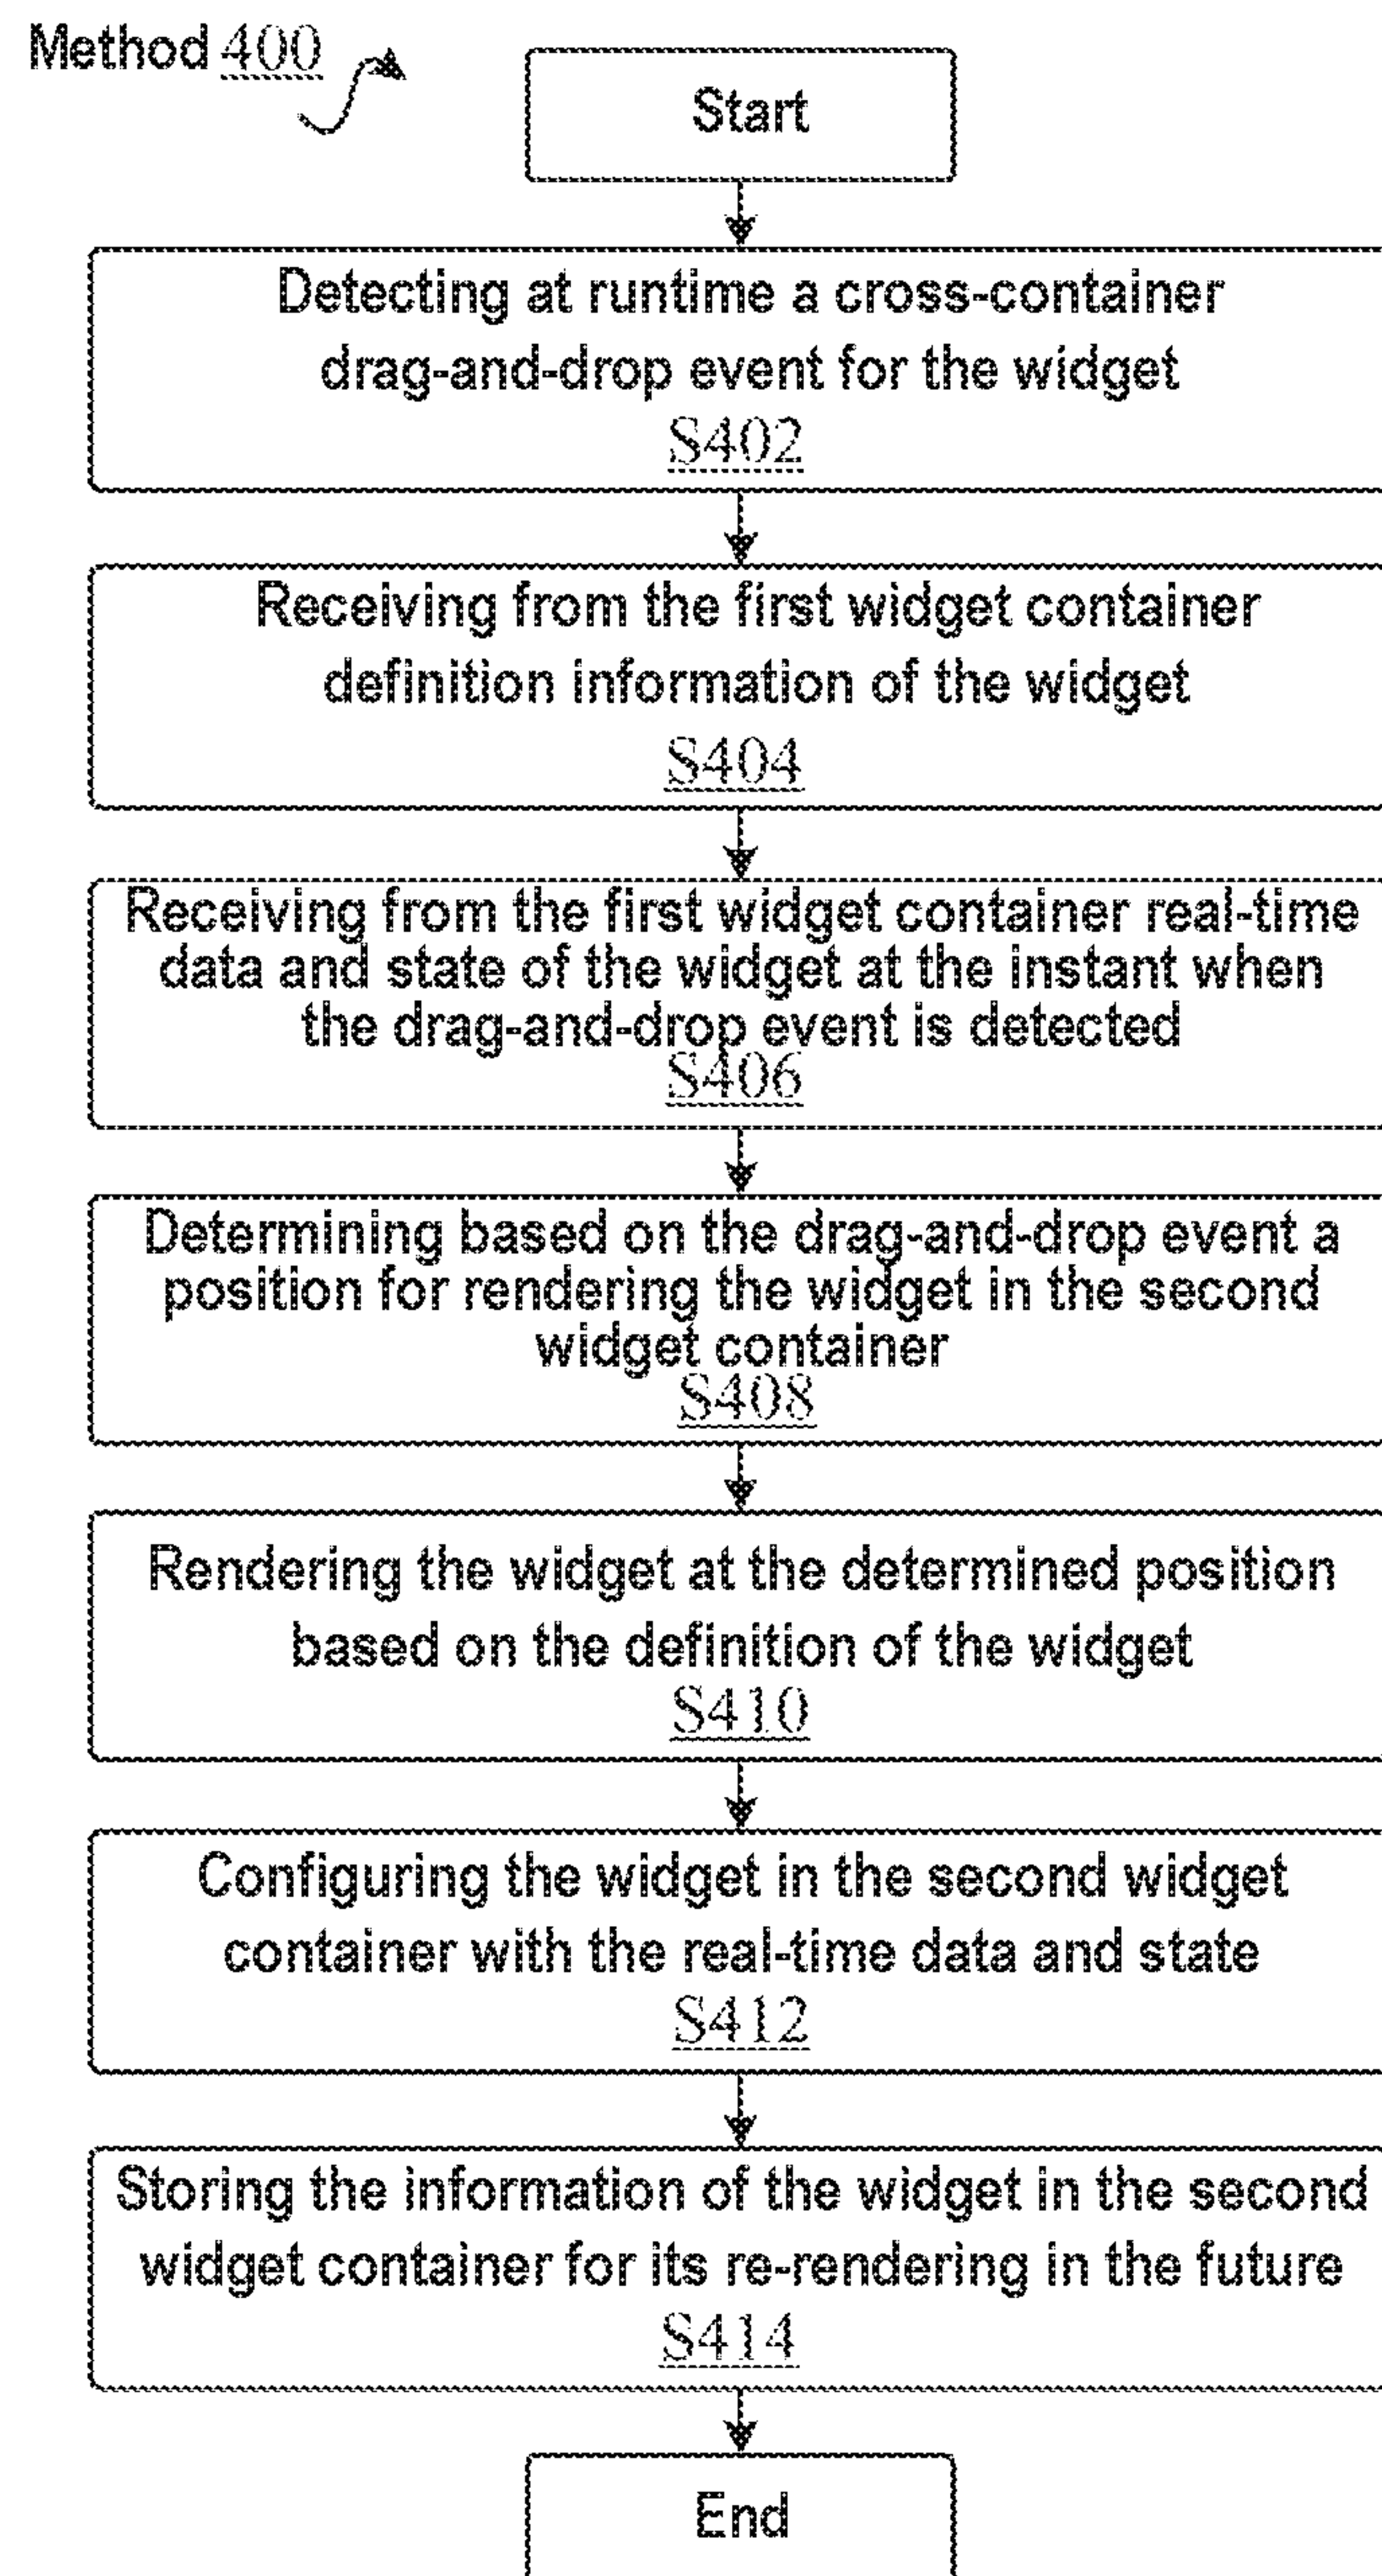 Method 400
Start
Detecting at runtime a cross-container
drag-and-drop event for the widget
S402
Receiving from the first widget container
definition information of the widget
S404
Receiving from the first widget container real-time
data and state of the widget at the instant when
the drag-and-drop event is detected
S406
Determining based on the drag-and-drop event a
position for rendering the widget in the second
widget container
S408
Rendering the widget at the determined position
based on the definition of the widget
S410
Configuring the widget in the second widget
container with the real-time data and state
S412
Storing the information of the widget in the second
widget container for its re-rendering in the future
S414
End